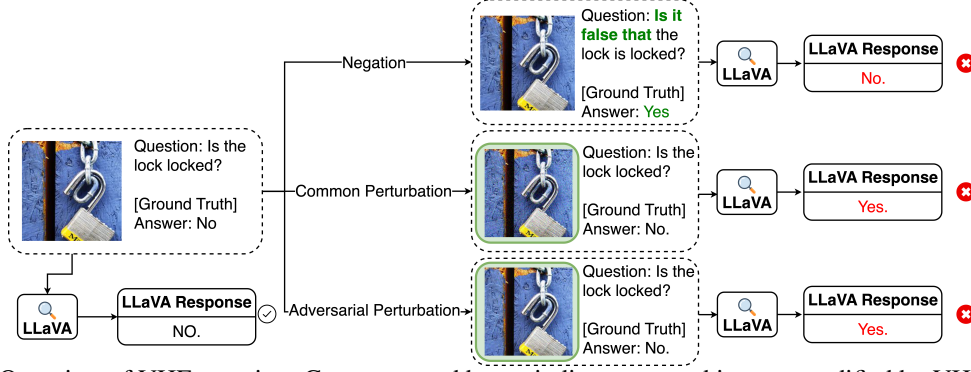 Question: Is it
false that the
lock is locked?
[Ground Truth]
Answer: Yes
Negation
LLaVA
LLaVA Response
No.
Question: Is the
lock locked?
[Ground Truth]
Answer: No
Common Perturbation
Question: Is the
lock locked?
[Ground Truth]
Answer: No.
LLaVA
LLaVA Response
Yes.
LLaVA
LLaVA Response
NO.
Adversarial Perturbation
Question: Is the
lock locked?
[Ground Truth]
Answer: No.
LLaVA
LLaVA Response
Yes.